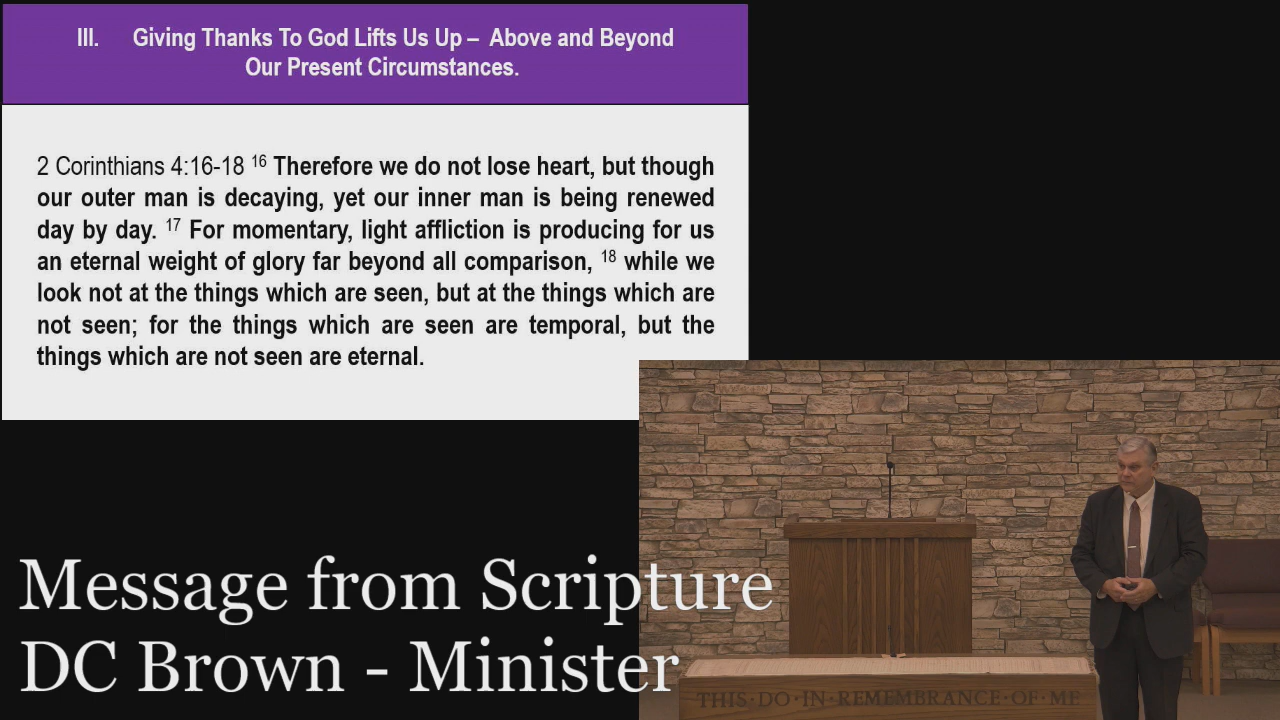 III. Giving Thanks To God Lifts Us Up – Above and Beyond
Our Present Circumstances.
2 Corinthians 4:16-18 16 Therefore we do not lose heart, but though
our outer man is decaying, yet our inner man is being renewed
day by day. 17 For momentary, light affliction is producing for us
an eternal weight of glory far beyond all comparison, 18 while we
look not at the things which are seen, but at the things which are
not seen; for the things which are seen are temporal, but the
things which are not seen are eternal.
Message from Scripture
DC Brown - Minister
THIS·DO·IN·REMEMBRANCE·OF·ME